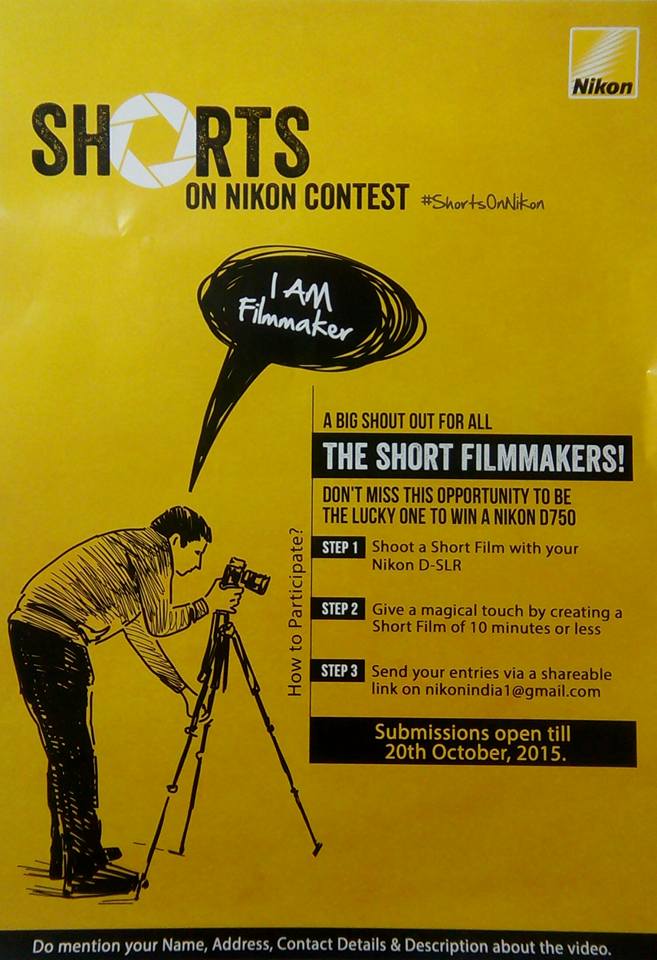 Nikon
SHORTS
ON NIKON CONTEST #ShortsOnNikon
I AM
Filmmaker
A BIG SHOUT OUT FOR ALL
THE SHORT FILMMAKERS!
DON'T MISS THIS OPPORTUNITY TO BE
THE LUCKY ONE TO WIN A NIKON D750
How to Participate?
STEP 1 Shoot a Short Film with your
Nikon D-SLR
STEP 2 Give a magical touch by creating a
Short Film of 10 minutes or less
STEP 3 Send your entries via a shareable
link on nikonindia1@gmail.com
Submissions open till
20th October, 2015.
Do mention your Name, Address, Contact Details & Description about the video.